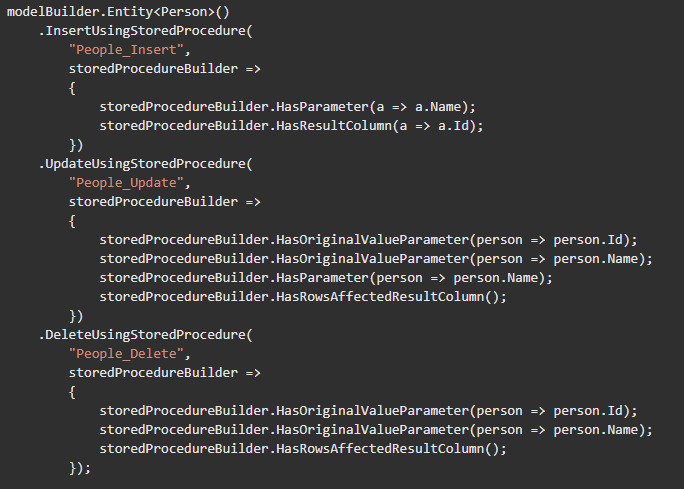 modelBuilder.Entity<Person>()
    .InsertUsingStoredProcedure(
        "People_Insert",
        storedProcedureBuilder =>
        {
            storedProcedureBuilder.HasParameter(a => a.Name);
            storedProcedureBuilder.HasResultColumn(a => a.Id);
        })
    .UpdateUsingStoredProcedure(
        "People_Update",
        storedProcedureBuilder =>
        {
            storedProcedureBuilder.HasOriginalValueParameter(person => person.Id);
            storedProcedureBuilder.HasOriginalValueParameter(person => person.Name);
            storedProcedureBuilder.HasParameter(person => person.Name);
            storedProcedureBuilder.HasRowsAffectedResultColumn();
        })
    .DeleteUsingStoredProcedure(
        "People_Delete",
        storedProcedureBuilder =>
        {
            storedProcedureBuilder.HasOriginalValueParameter(person => person.Id);
            storedProcedureBuilder.HasOriginalValueParameter(person => person.Name);
            storedProcedureBuilder.HasRowsAffectedResultColumn();
        });